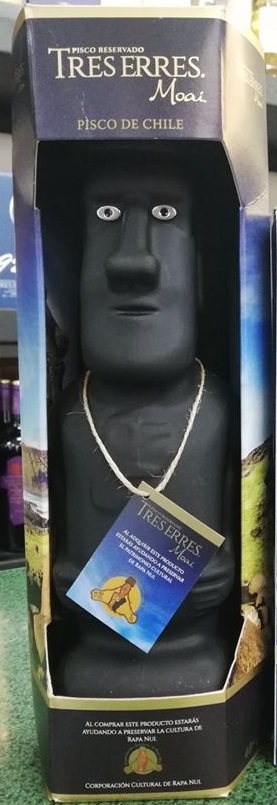 PISCO RESERVADO
TRES ERRES.
Moai
PISCO DE CHILE
PISCO RESERVADO
TRES ERRES
Moai
AL ADQUIRIR ESTE PRODUCTO
ESTARÁS AYUDANDO A PRESERVAR
EL PATRIMONIO CULTURAL
DE RAPA NUI.
AL COMPRAR ESTE PRODUCTO ESTARÁS
AYUDANDO A PRESERVAR LA CULTURA DE
RAPA NUI.
CORPORACIÓN CULTURAL DE RAPA NUI.